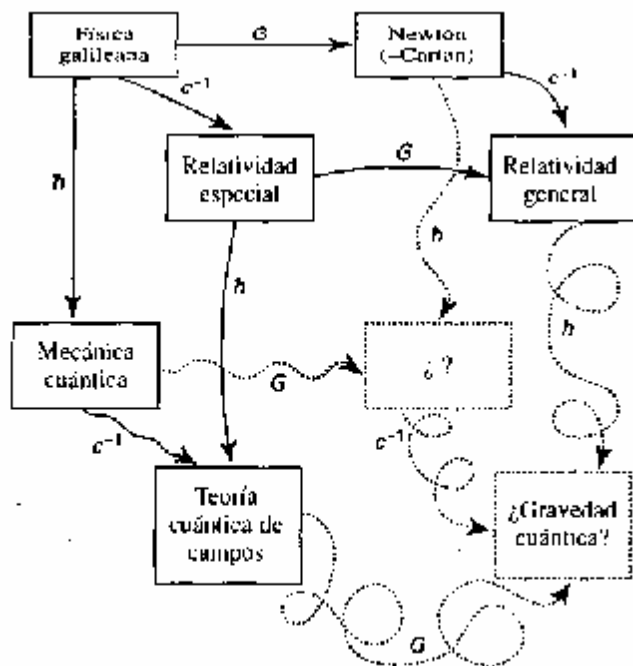 Física
galileana
G
Newton
(–Cartan)
c⁻¹
c⁻¹
Relatividad
especial
G
Relatividad
general
h
h
h
h
Mecánica
cuántica
G
¿?
c⁻¹
c⁻¹
Teoría
cuántica de
campos
¿Gravedad
cuántica?
G